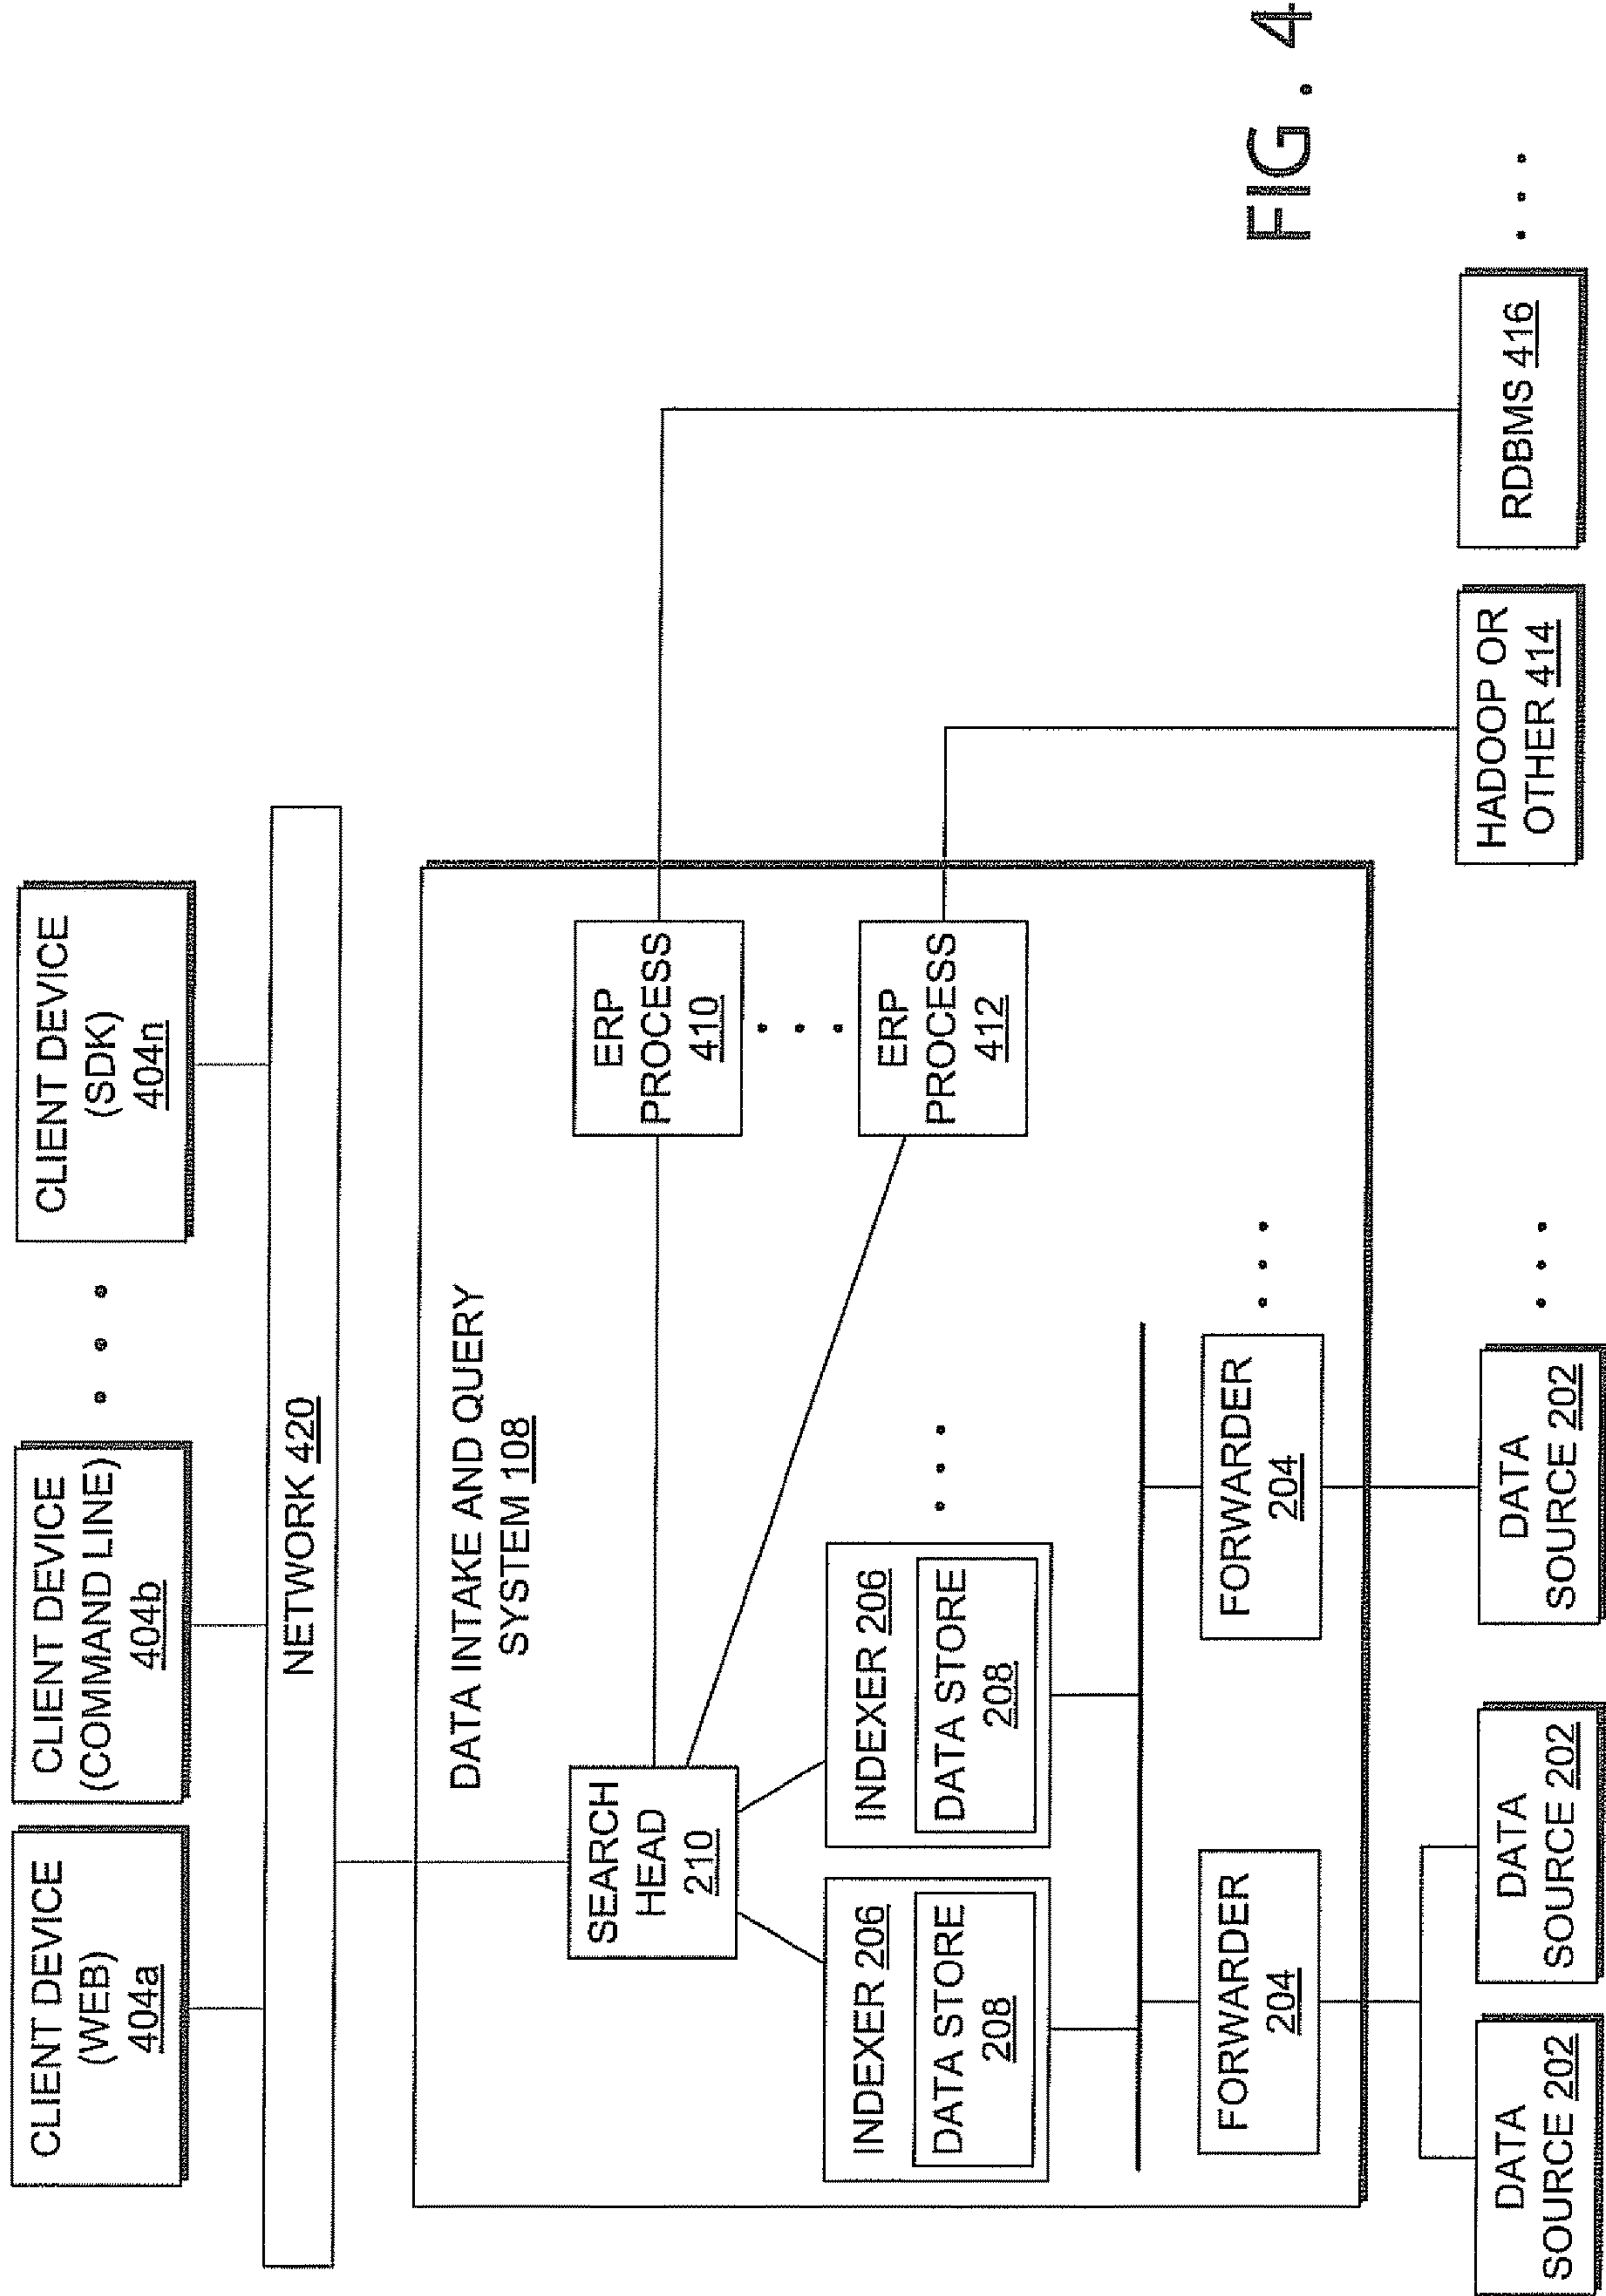 CLIENT DEVICE
(WEB)
404a
CLIENT DEVICE
(COMMAND LINE)
404b
. . .
CLIENT DEVICE
(SDK)
404n
NETWORK 420
DATA INTAKE AND QUERY
SYSTEM 108
SEARCH
HEAD
210
ERP
PROCESS
410
. . .
ERP
PROCESS
412
INDEXER 206
DATA STORE
208
INDEXER 206
DATA STORE
208
. . .
FORWARDER
204
FORWARDER
204
. . .
DATA
SOURCE 202
DATA
SOURCE 202
DATA
SOURCE 202
. . .
HADOOP OR
OTHER 414
RDBMS 416
. . .
FIG. 4